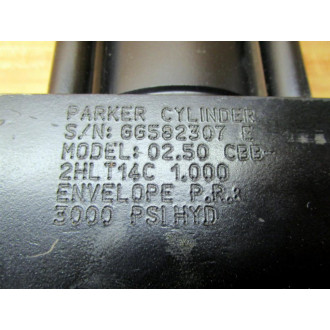 PARKER CYLINDER
S/N: GG582307 E
MODEL: 02.50 CBB-
2HLT14C 1.000
ENVELOPE P.R.&
3000 PSI HYD